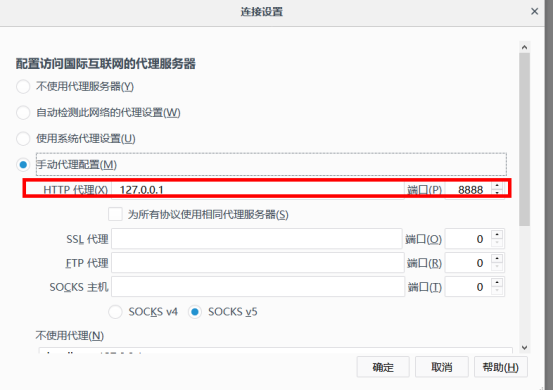 连接设置
配置访问国际互联网的代理服务器
不使用代理服务器(Y)
自动检测此网络的代理设置(W)
使用系统代理设置(U)
手动代理配置(M)
HTTP 代理(X) 127.0.0.1 端口(P) 8888
为所有协议使用相同代理服务器(S)
SSL 代理 端口(O) 0
FTP 代理 端口(R) 0
SOCKS 主机 端口(T) 0
SOCKS v4 SOCKS v5
不使用代理(N)
确定 取消 帮助(H)